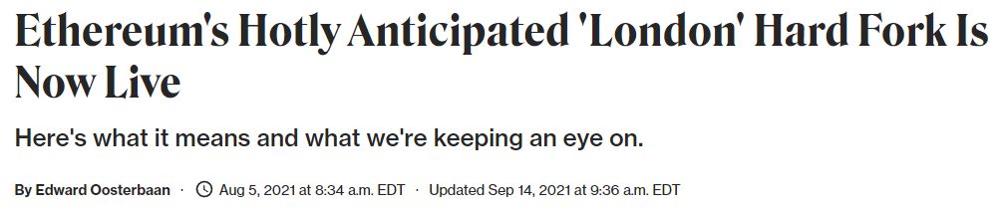 Ethereum's Hotly Anticipated 'London' Hard Fork Is
Now Live
Here's what it means and what we're keeping an eye on.
By Edward Oosterbaan · Aug 5, 2021 at 8:34 a.m. EDT · Updated Sep 14, 2021 at 9:36 a.m. EDT